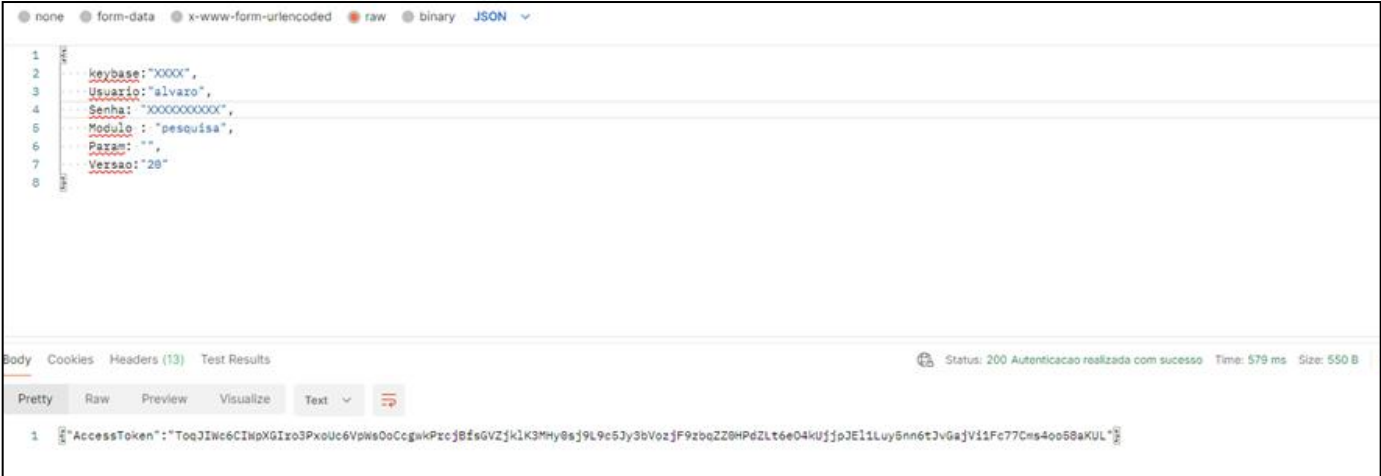 none form-data x-www-form-urlencoded raw binary JSON
1 {
2 keybase:"XXXX",
3 Usuario:"alvaro",
4 Senha: "XXXXXXXXXX",
5 Modulo : "pesquisa",
6 Param: "",
7 Versao:"20"
8 }
Body Cookies Headers (13) Test Results Status: 200 Autenticacao realizada com sucesso Time: 579 ms Size: 550 B
Pretty Raw Preview Visualize Text
1 {"AccessToken":"ToqJIWc6CIWpXGIro3PxoUc6VpWsOoCcgwkPrcjBfsGVZjklK3MHy0sj9L9c5Jy3bVozjF9zbqZZ0HPdZLt6eO4kUjjpJEl1Luy5nn6tJvGajVi1Fc77Cms4oo58aKUL"}